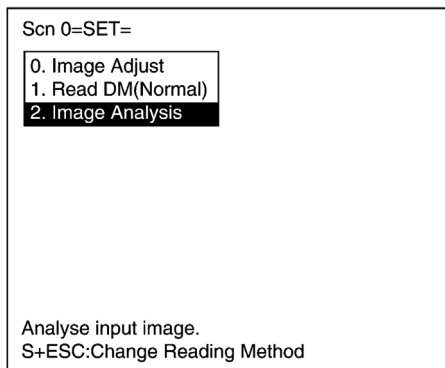 Scn 0=SET=
0. Image Adjust
1. Read DM(Normal)
2. Image Analysis
Analyse input image.
S+ESC:Change Reading Method